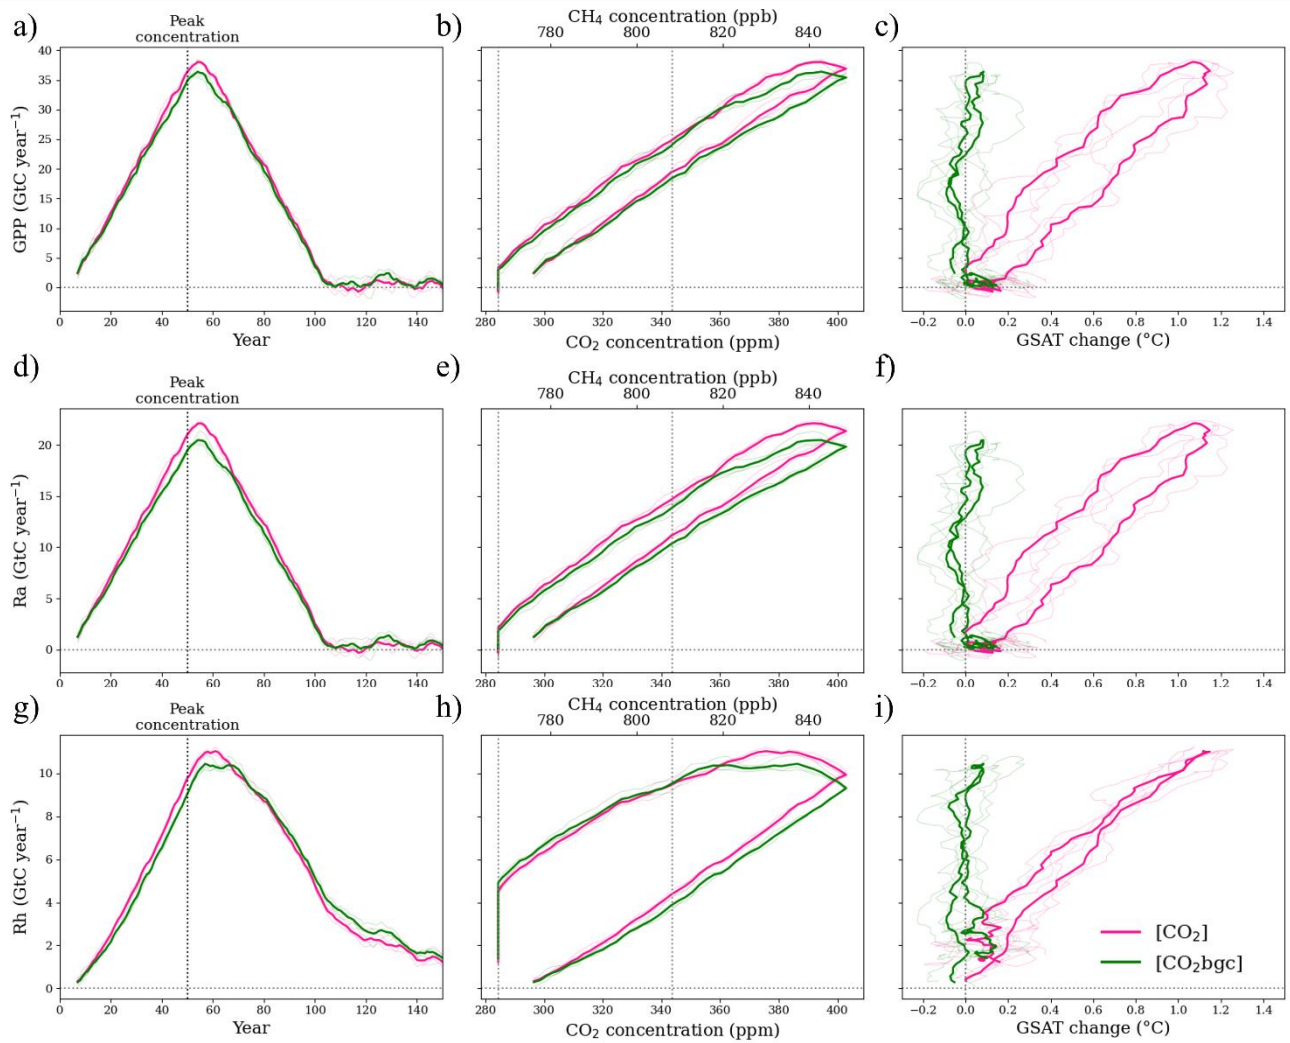 a)
Peak
concentration
GPP (GtC year⁻¹)
40
35
30
25
20
15
10
5
0
0 20 40 60 80 100 120 140
Year
b)
CH₄ concentration (ppb)
780 800 820 840
284 300 320 340 360 380 400
CO₂ concentration (ppm)
c)
−0.2 0.0 0.2 0.4 0.6 0.8 1.0 1.2 1.4
GSAT change (°C)
d)
Peak
concentration
Ra (GtC year⁻¹)
20
15
10
5
0
0 20 40 60 80 100 120 140
e)
CH₄ concentration (ppb)
780 800 820 840
284 300 320 340 360 380 400
f)
−0.2 0.0 0.2 0.4 0.6 0.8 1.0 1.2 1.4
g)
Peak
concentration
Rh (GtC year⁻¹)
10
8
6
4
2
0
0 20 40 60 80 100 120 140
Year
h)
CH₄ concentration (ppb)
780 800 820 840
284 300 320 340 360 380 400
CO₂ concentration (ppm)
i)
[CO₂]
[CO₂bgc]
−0.2 0.0 0.2 0.4 0.6 0.8 1.0 1.2 1.4
GSAT change (°C)